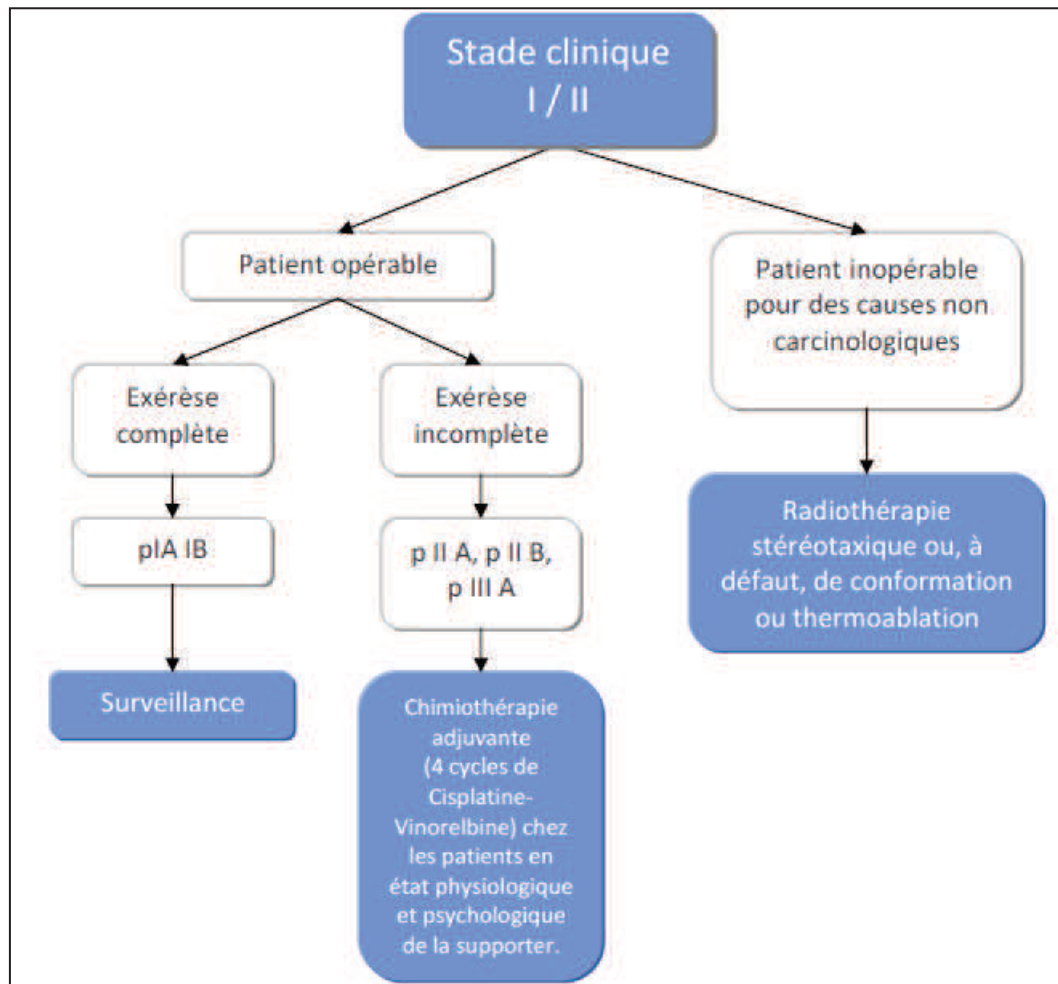 Stade clinique
I / II
Patient opérable
Patient inopérable
pour des causes non
carcinologiques
Exérèse
complète
Exérèse
incomplète
pIA IB
p II A, p II B,
p III A
Radiothérapie
stéréotaxique ou, à
défaut, de conformation
ou thermoablation
Surveillance
Chimiothérapie
adjuvante
(4 cycles de
Cisplatine-
Vinorelbine) chez
les patients en
état physiologique
et psychologique
de la supporter.